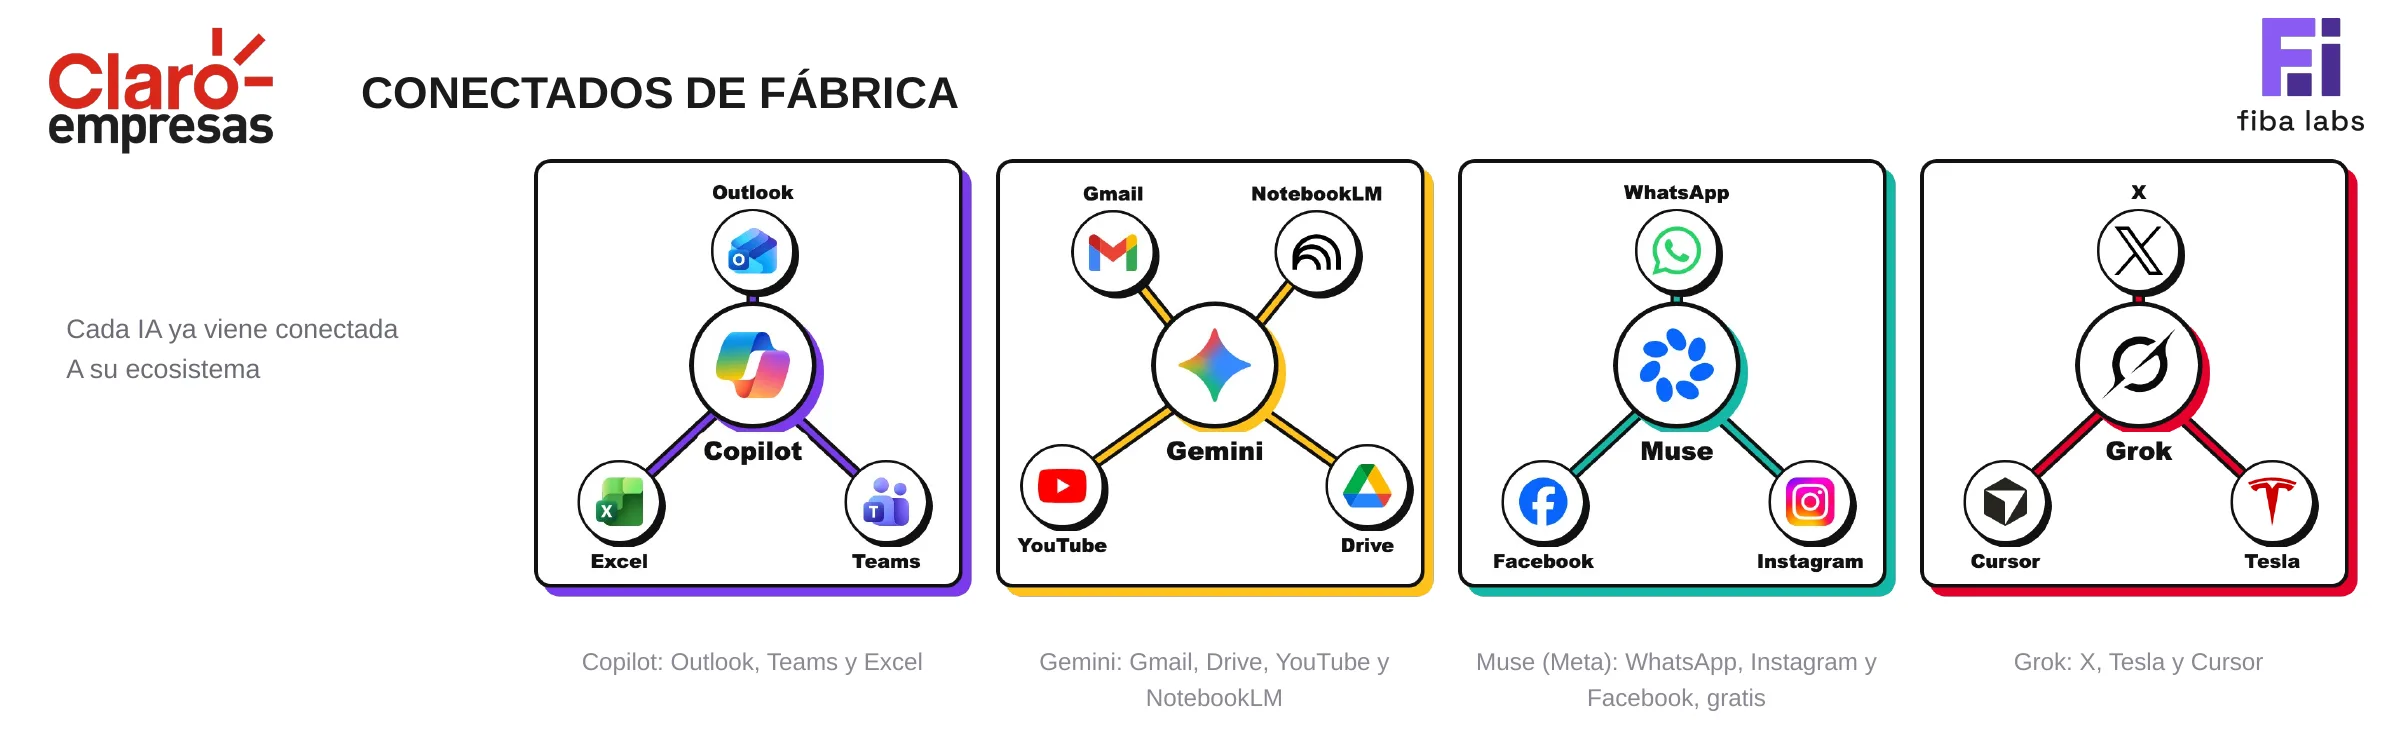 Claro
empresas
CONECTADOS DE FÁBRICA
fiba labs
Cada IA ya viene conectada
A su ecosistema
Outlook
Copilot
Excel
Teams
Gmail
NotebookLM
Gemini
YouTube
Drive
WhatsApp
Muse
Facebook
Instagram
X
Grok
Cursor
Tesla
Copilot: Outlook, Teams y Excel
Gemini: Gmail, Drive, YouTube y
NotebookLM
Muse (Meta): WhatsApp, Instagram y
Facebook, gratis
Grok: X, Tesla y Cursor